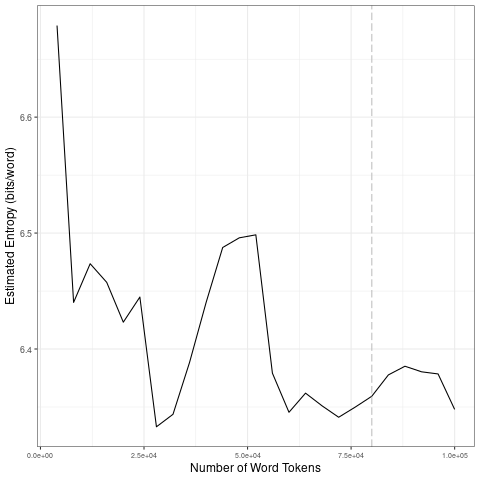 Estimated Entropy (bits/word)
6.6
6.5
6.4
0.0e+00 2.5e+04 5.0e+04 7.5e+04 1.0e+05
Number of Word Tokens